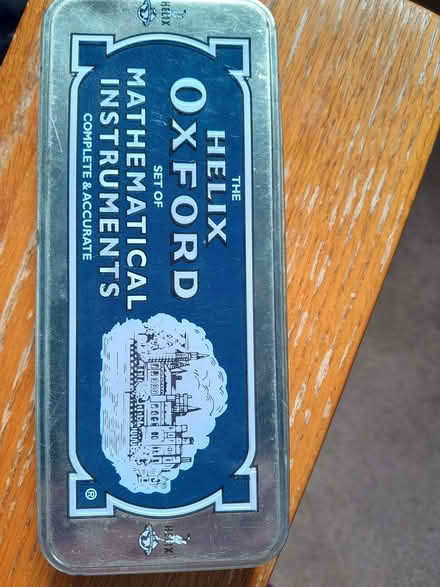 THE
HELIX
OXFORD
SET OF
MATHEMATICAL
INSTRUMENTS
COMPLETE & ACCURATE
®
HELIX
HELIX